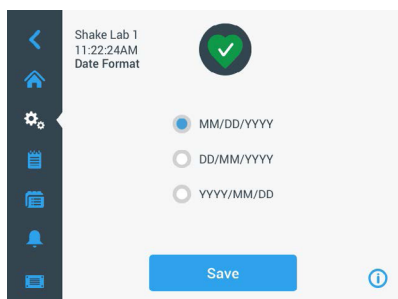 Shake Lab 1
11:22:24AM
Date Format
MM/DD/YYYY
DD/MM/YYYY
YYYY/MM/DD
Save